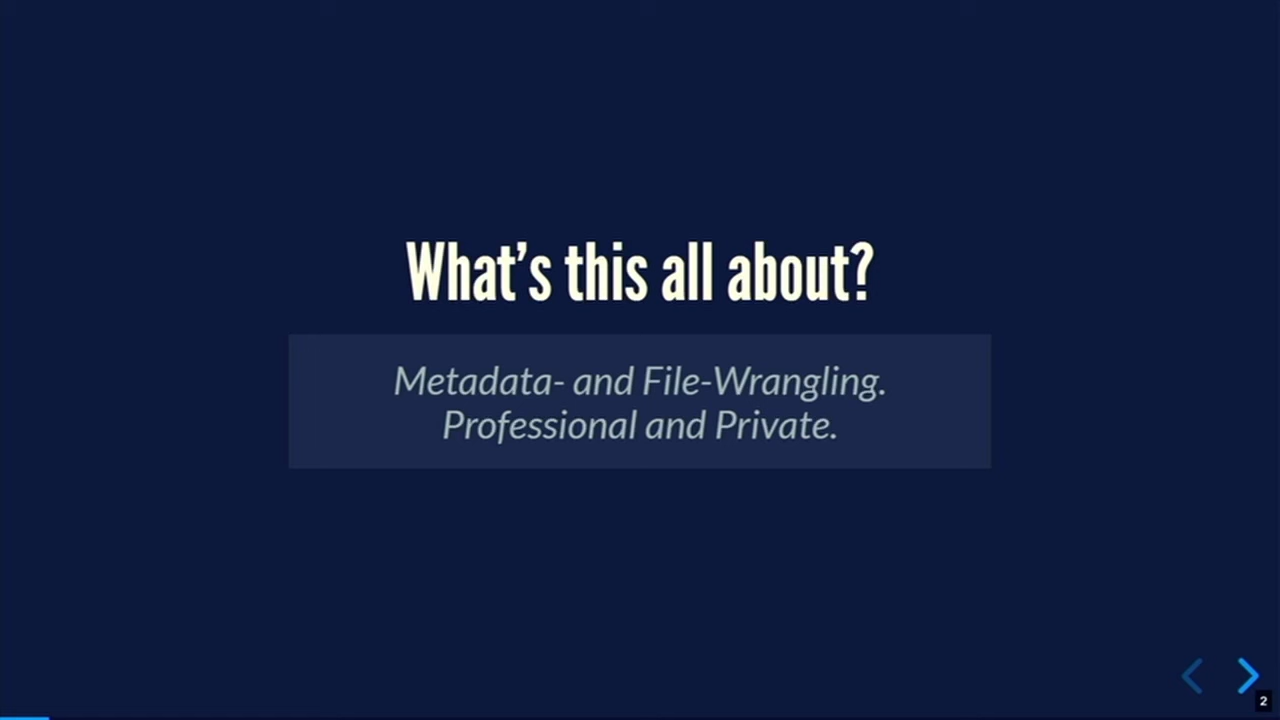 What’s this all about?
Metadata- and File-Wrangling.
Professional and Private.
2